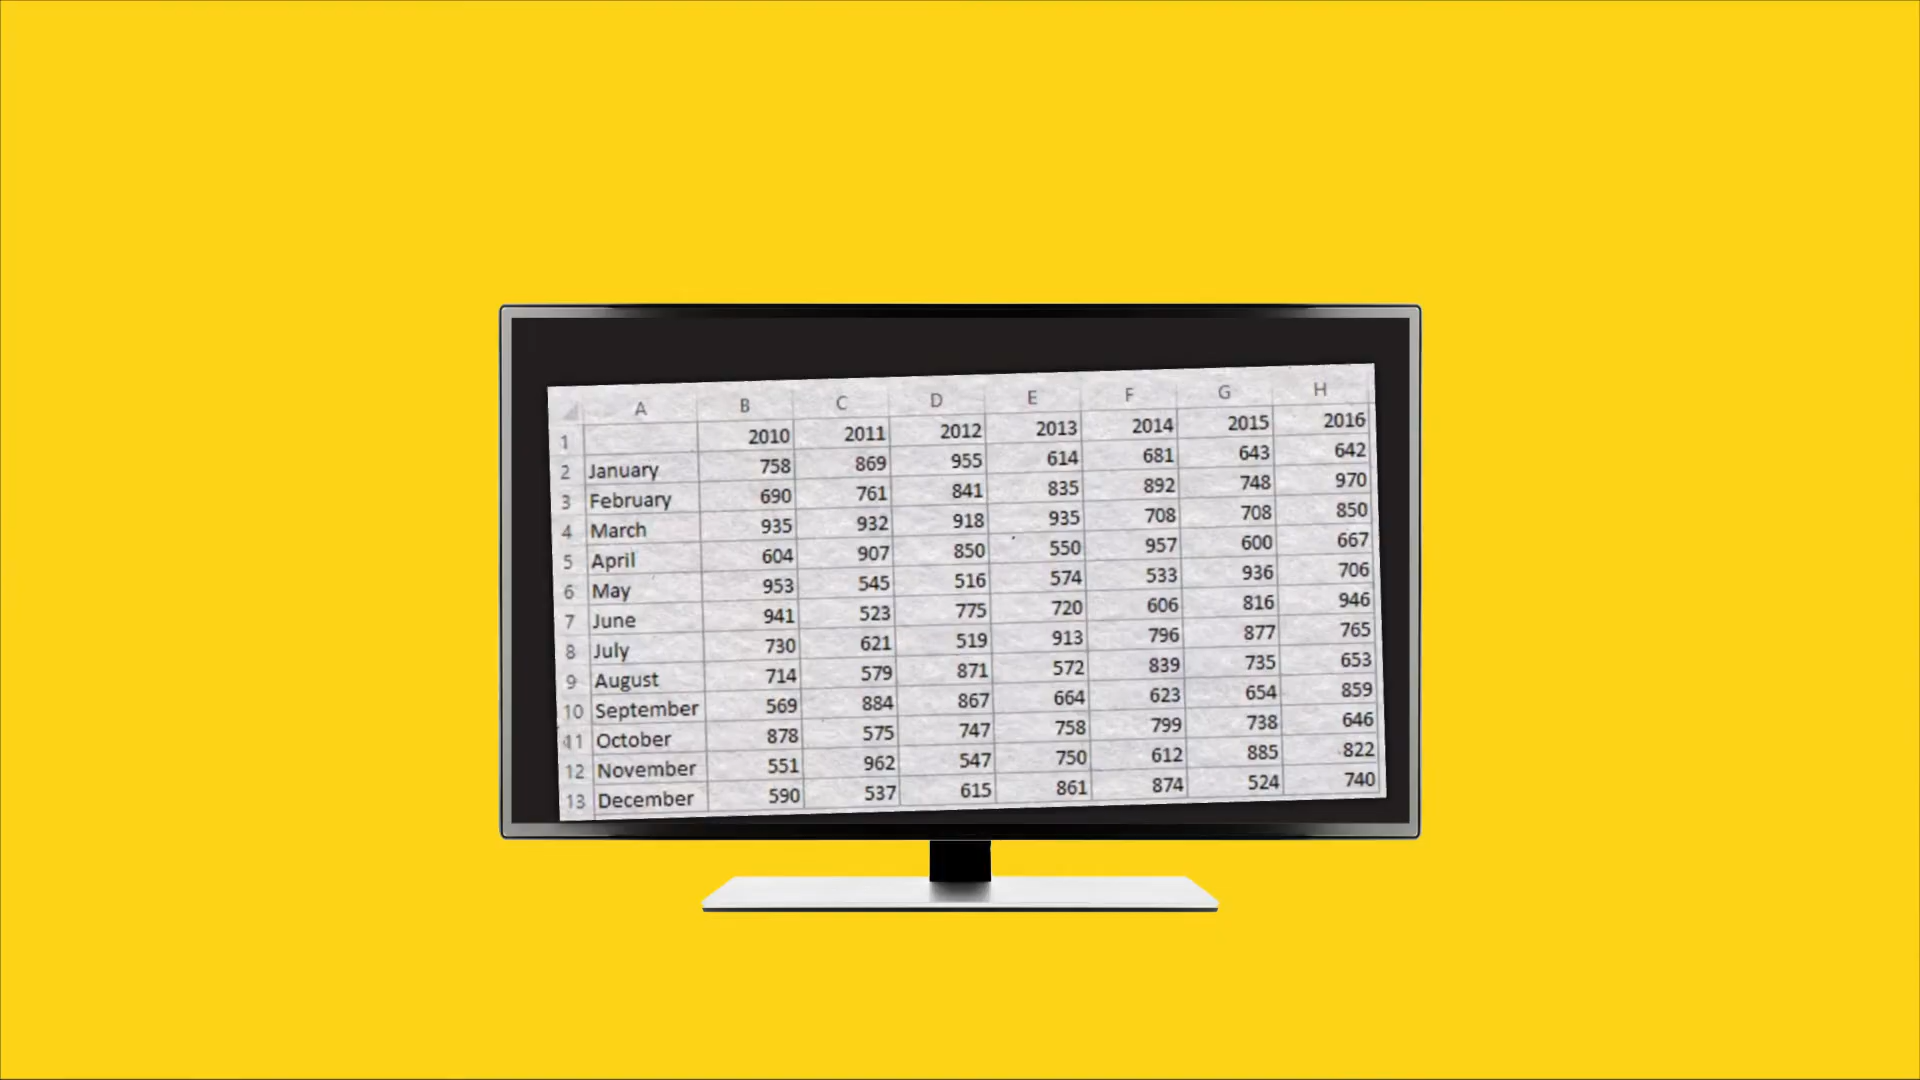 A B C D E F G H
1 2010 2011 2012 2013 2014 2015 2016
2 January 758 869 955 614 681 643 642
3 February 690 761 841 835 892 748 970
4 March 935 932 918 935 708 708 850
5 April 604 907 850 550 957 600 667
6 May 953 545 516 574 533 936 706
7 June 941 523 775 720 606 816 946
8 July 730 621 519 913 796 877 765
9 August 714 579 871 572 839 735 653
10 September 569 884 867 664 623 654 859
11 October 878 575 747 758 799 738 646
12 November 551 962 547 750 612 885 822
13 December 590 537 615 861 874 524 740